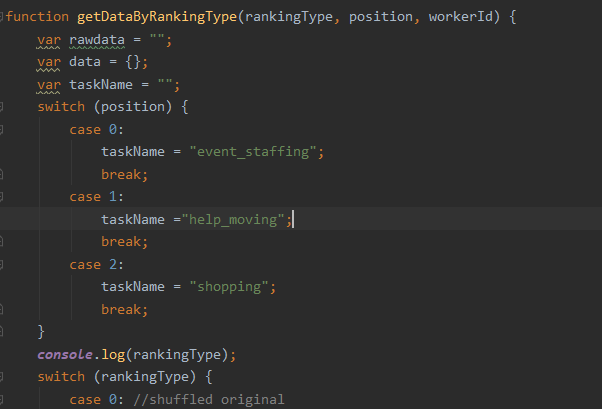 function getDataByRankingType(rankingType, position, workerId) {
    var rawdata = "";
    var data = {};
    var taskName = "";
    switch (position) {
        case 0:
            taskName = "event_staffing";
            break;
        case 1:
            taskName ="help_moving";
            break;
        case 2:
            taskName = "shopping";
            break;
    }
    console.log(rankingType);
    switch (rankingType) {
        case 0: //shuffled original